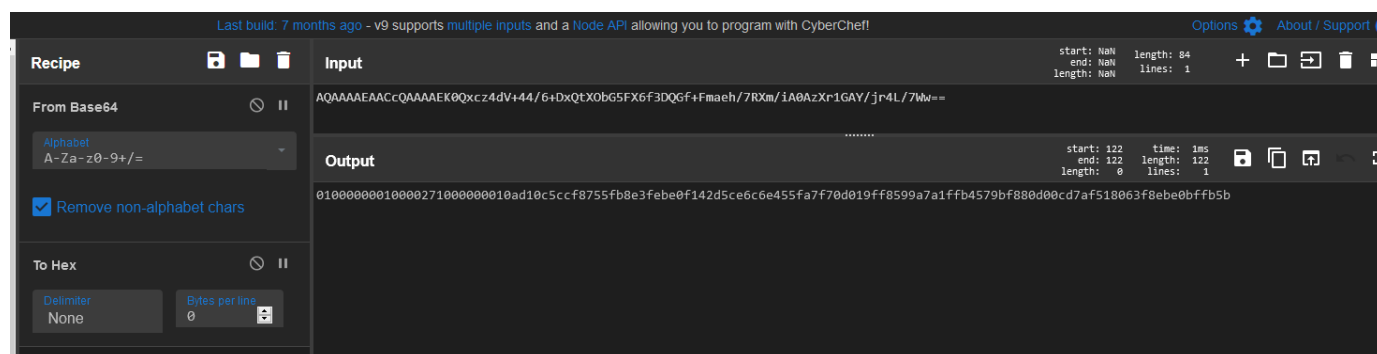 Last build: 7 months ago - v9 supports multiple inputs and a Node API allowing you to program with CyberChef!
Options About / Support
Recipe
Input
start: NaN
end: NaN
length: NaN
length: 84
lines: 1
From Base64
AQAAAAEAACcQAAAAEK0Qxcz4dV+44/6+DxQtXObG5FX6f3DQGf+Fmaeh/7RXm/iA0AzXr1GAY/jr4L/7Ww==
Alphabet
A-Za-z0-9+/=
Output
start: 122
end: 122
length: 0
time: 1ms
length: 122
lines: 1
Remove non-alphabet chars
01000000010000271000000010ad10c5ccf8755fb8e3febe0f142d5ce6c6e455fa7f70d019ff8599a7a1ffb4579bf880d00cd7af518063f8ebe0bffb5b
To Hex
Delimiter
None
Bytes per line
0